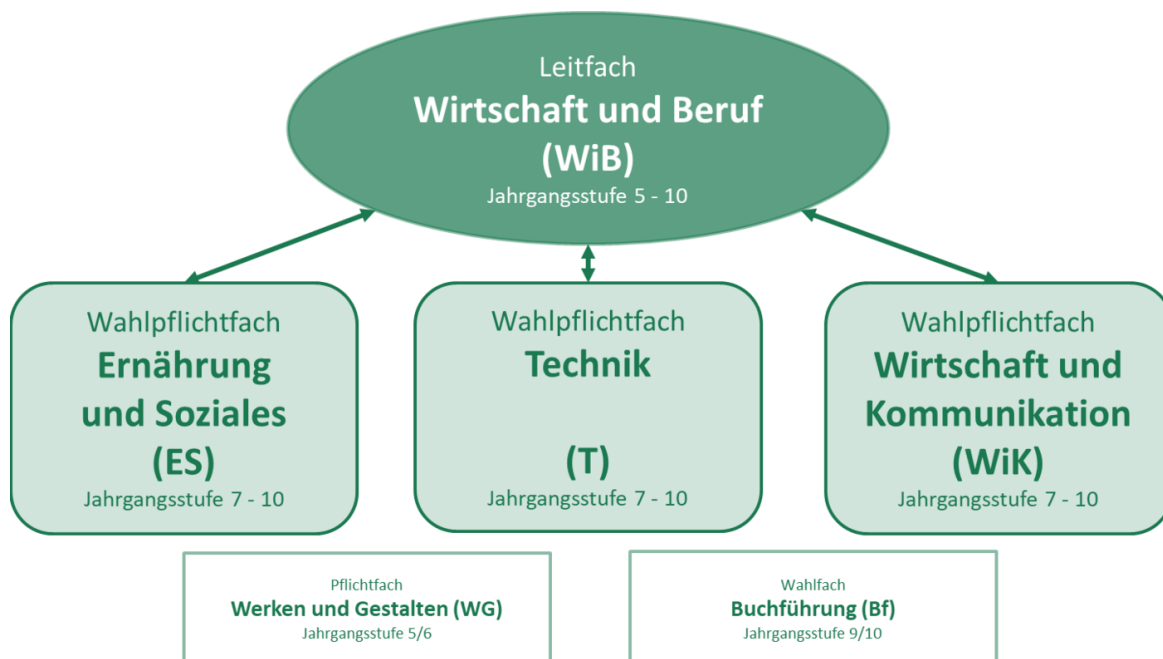 Leitfach
Wirtschaft und Beruf
(WiB)
Jahrgangsstufe 5 - 10
Wahlpflichtfach
Ernährung
und Soziales
(ES)
Jahrgangsstufe 7 - 10
Wahlpflichtfach
Technik
(T)
Jahrgangsstufe 7 - 10
Wahlpflichtfach
Wirtschaft und
Kommunikation
(WiK)
Jahrgangsstufe 7 - 10
Pflichtfach
Werken und Gestalten (WG)
Jahrgangsstufe 5/6
Wahlfach
Buchführung (Bf)
Jahrgangsstufe 9/10